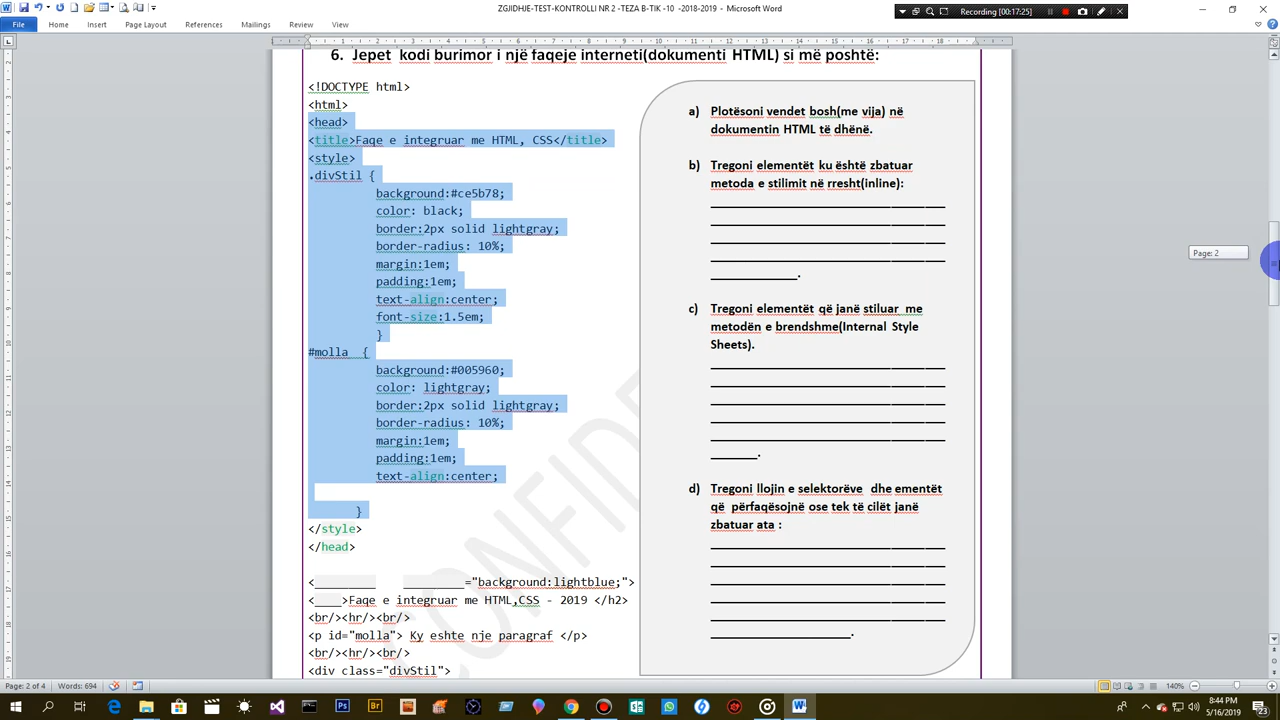 ZGJIDHJE-TEST-KONTROLLI NR 2 -TEZA B-TIK -10 -2018-2019 - Microsoft Word
Recording (00:17:25)
File Home Insert Page Layout References Mailings Review View
6. Jepet kodi burimor i një faqeje interneti(dokumenti HTML) si më poshtë:
<!DOCTYPE html>
<html>
<head>
<title>Faqe e integruar me HTML, CSS</title>
<style>
.divStil {
background:#ce5b78;
color: black;
border:2px solid lightgray;
border-radius: 10%;
margin:1em;
padding:1em;
text-align:center;
font-size:1.5em;
}
#molla {
background:#005960;
color: lightgray;
border:2px solid lightgray;
border-radius: 10%;
margin:1em;
padding:1em;
text-align:center;
}
</style>
</head>
<__________ __________="background:lightblue;">
<____>Faqe e integruar me HTML,CSS - 2019 </h2>
<br/><hr/><br/>
<p id="molla"> Ky eshte nje paragraf </p>
<br/><hr/><br/>
<div class="divStil">
a) Plotësoni vendet bosh(me vija) në
dokumentin HTML të dhënë.
b) Tregoni elementët ku është zbatuar
metoda e stilimit në rresht(inline):
c) Tregoni elementët që janë stiluar me
metodën e brendshme(Internal Style
Sheets).
d) Tregoni llojin e selektorëve dhe ementët
që përfaqësojnë ose tek të cilët janë
zbatuar ata :
CONFIDE
Page: 2
Page: 2 of 4 Words: 694 140%
8:44 PM
5/16/2019